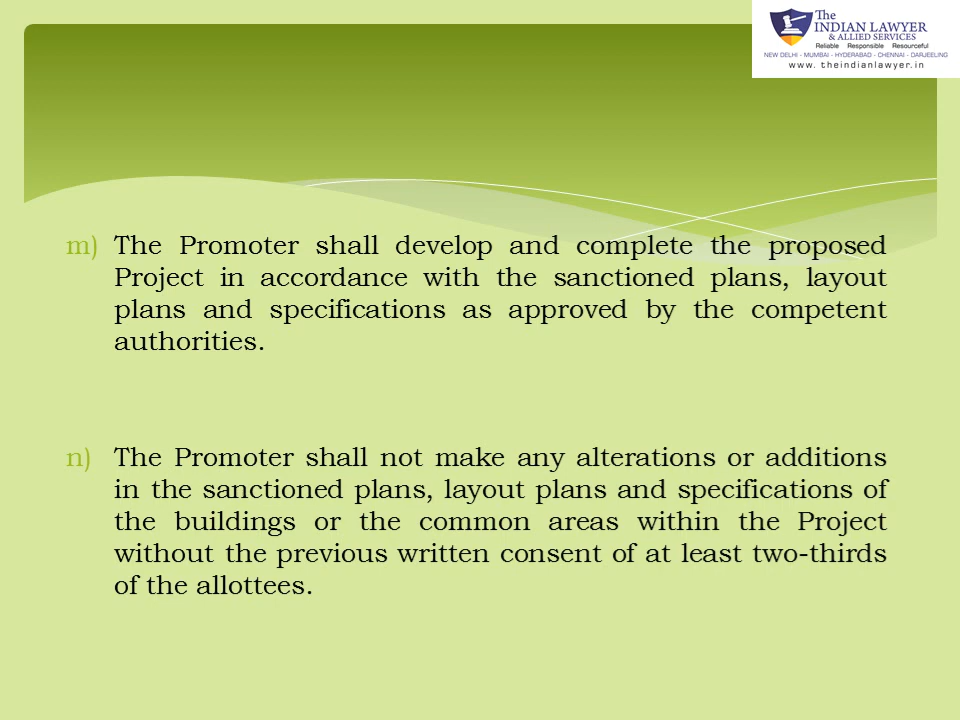 The
INDIAN LAWYER
& ALLIED SERVICES
Reliable Responsible Resourceful
NEW DELHI - MUMBAI - HYDERABAD - CHENNAI - DARJEELING
www. theindianlawyer.in
m) The Promoter shall develop and complete the proposed
Project in accordance with the sanctioned plans, layout
plans and specifications as approved by the competent
authorities.
n) The Promoter shall not make any alterations or additions
in the sanctioned plans, layout plans and specifications of
the buildings or the common areas within the Project
without the previous written consent of at least two-thirds
of the allottees.